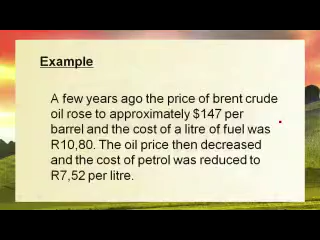 Example
A few years ago the price of brent crude
oil rose to approximately $147 per
barrel and the cost of a litre of fuel was
R10,80. The oil price then decreased
and the cost of petrol was reduced to
R7,52 per litre.